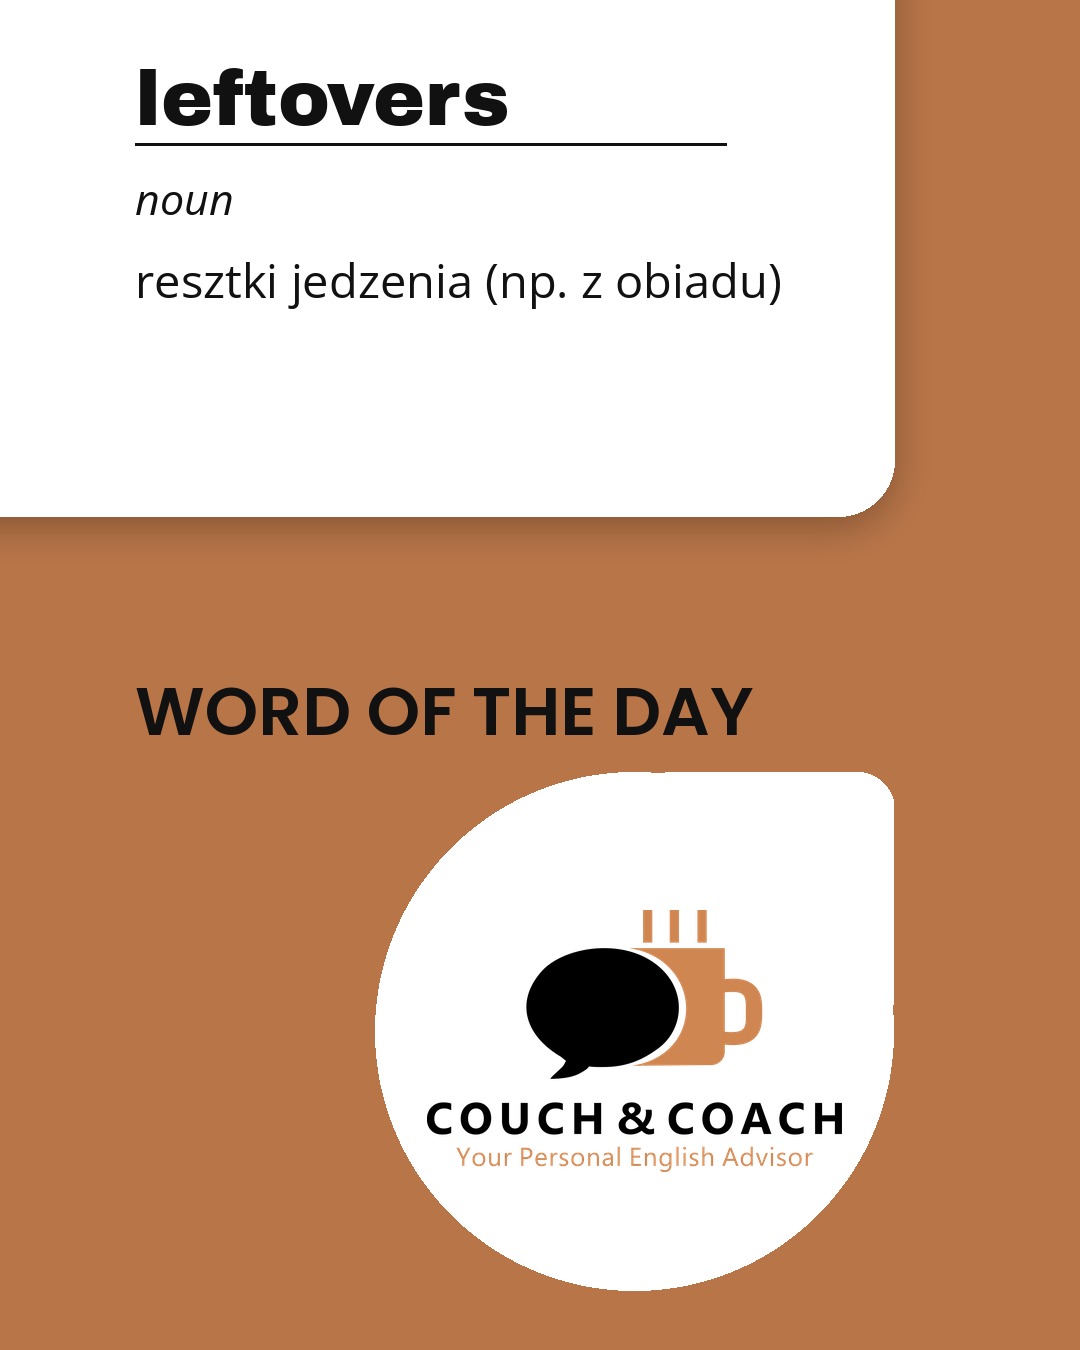 leftovers
noun
resztki jedzenia (np. z obiadu)
WORD OF THE DAY
COUCH & COACH
Your Personal English Advisor